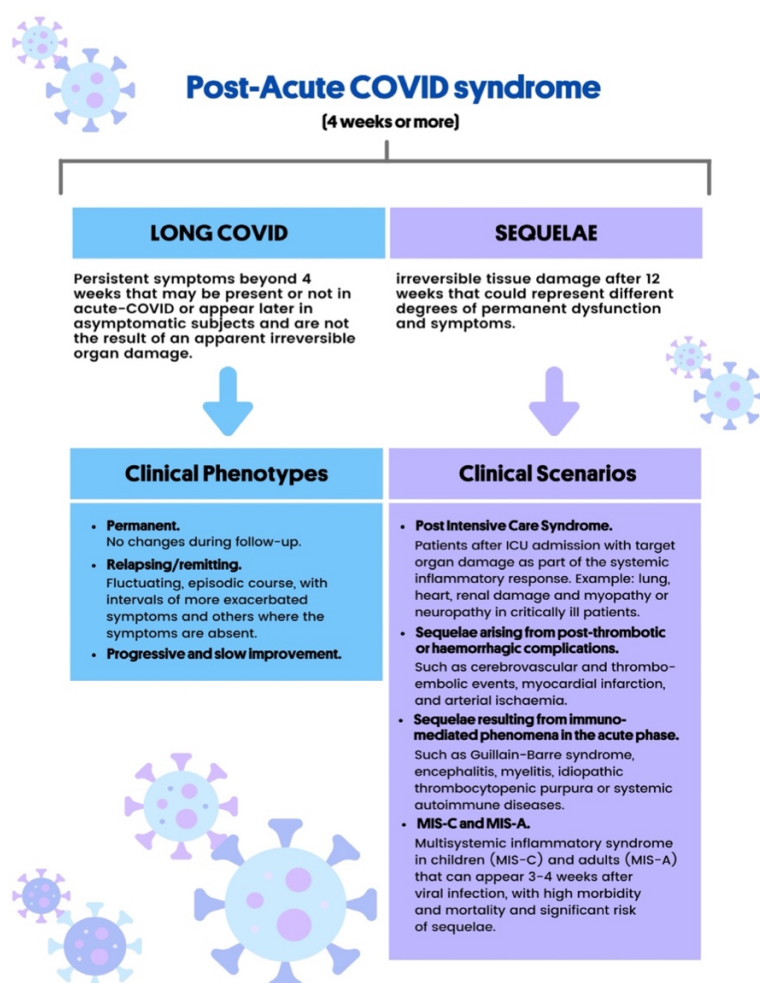 Post-Acute COVID syndrome
(4 weeks or more)
LONG COVID
Persistent symptoms beyond 4
weeks that may be present or not in
acute-COVID or appear later in
asymptomatic subjects and are not
the result of an apparent irreversible
organ damage.
Clinical Phenotypes
• Permanent.
No changes during follow-up.
• Relapsing/remitting.
Fluctuating, episodic course, with
intervals of more exacerbated
symptoms and others where the
symptoms are absent.
• Progressive and slow improvement.
SEQUELAE
irreversible tissue damage after 12
weeks that could represent different
degrees of permanent dysfunction
and symptoms.
Clinical Scenarios
• Post Intensive Care Syndrome.
Patients after ICU admission with target
organ damage as part of the systemic
inflammatory response. Example: lung,
heart, renal damage and myopathy or
neuropathy in critically ill patients.
• Sequelae arising from post-thrombotic
or haemorrhagic complications.
Such as cerebrovascular and thrombo-
embolic events, myocardial infarction,
and arterial ischaemia.
• Sequelae resulting from immuno-
mediated phenomena in the acute phase.
Such as Guillain-Barre syndrome,
encephalitis, myelitis, idiopathic
thrombocytopenic purpura or systemic
autoimmune diseases.
• MIS-C and MIS-A.
Multisystemic inflammatory syndrome
in children (MIS-C) and adults (MIS-A)
that can appear 3-4 weeks after
viral infection, with high morbidity
and mortality and significant risk
of sequelae.